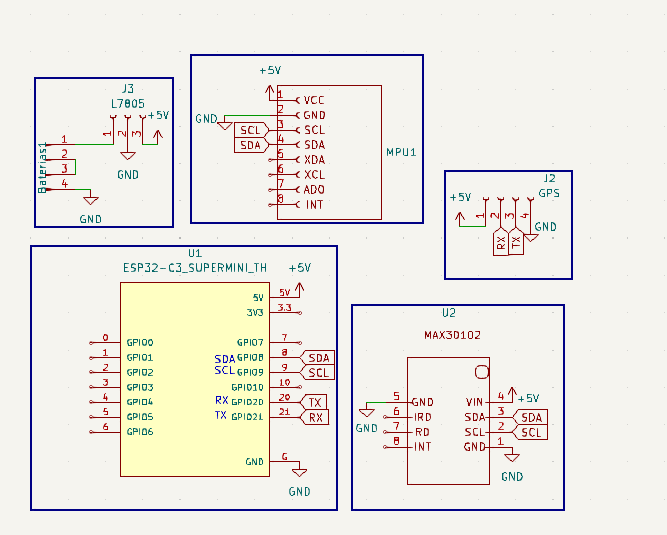 J3
L7805
+5V
1
2
3
Baterias1
1
2
3
4
GND
GND
+5V
GND
SCL
SDA
1
2
3
4
5
6
7
8
VCC
GND
SCL
SDA
XDA
XCL
ADO
INT
MPU1
J2
GPS
+5V
1
2
3
4
RX
TX
GND
U1
ESP32-C3_SUPERMINI_TH
+5V
5V 5V
3V3 3.3
0 GPIO0 GPIO7 7
1 GPIO1 SDA GPIO8 8 SDA
2 GPIO2 SCL GPIO9 9 SCL
3 GPIO3 GPIO10 10
4 GPIO4 RX GPIO20 20 TX
5 GPIO5 TX GPIO21 21 RX
6 GPIO6
GND G
GND
U2
MAX30102
5 GND VIN 4 +5V
6 IRD SDA 3 SDA
7 RD SCL 2 SCL
8 INT GND 1
GND
GND